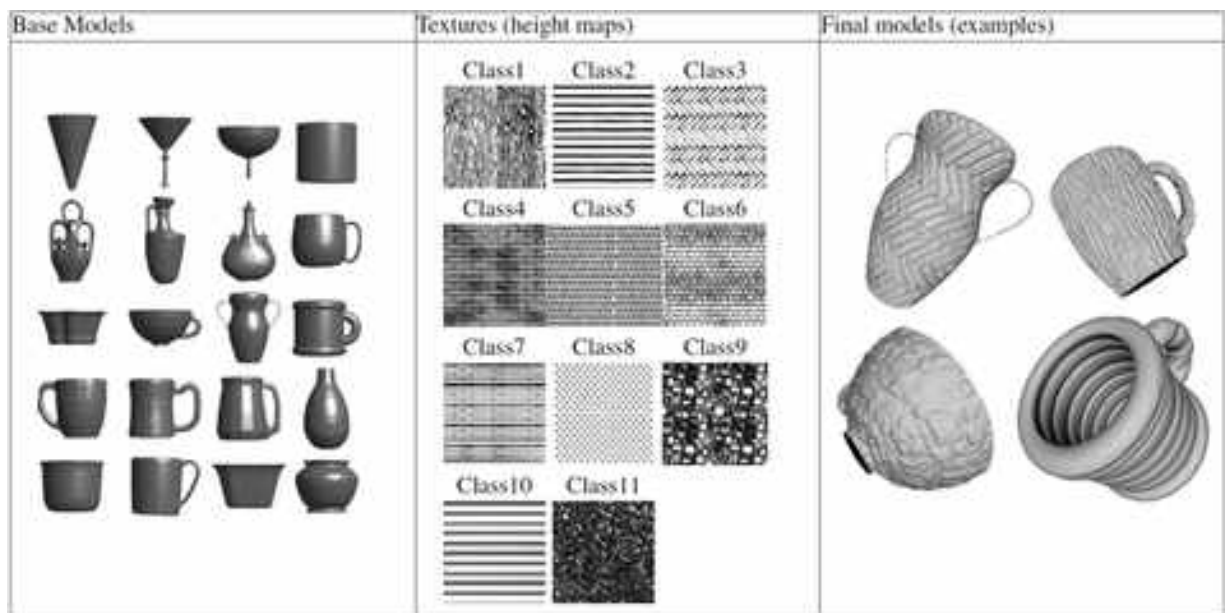 Base Models
Textures (height maps)
Final models (examples)
Class1 Class2 Class3
Class4 Class5 Class6
Class7 Class8 Class9
Class10 Class11